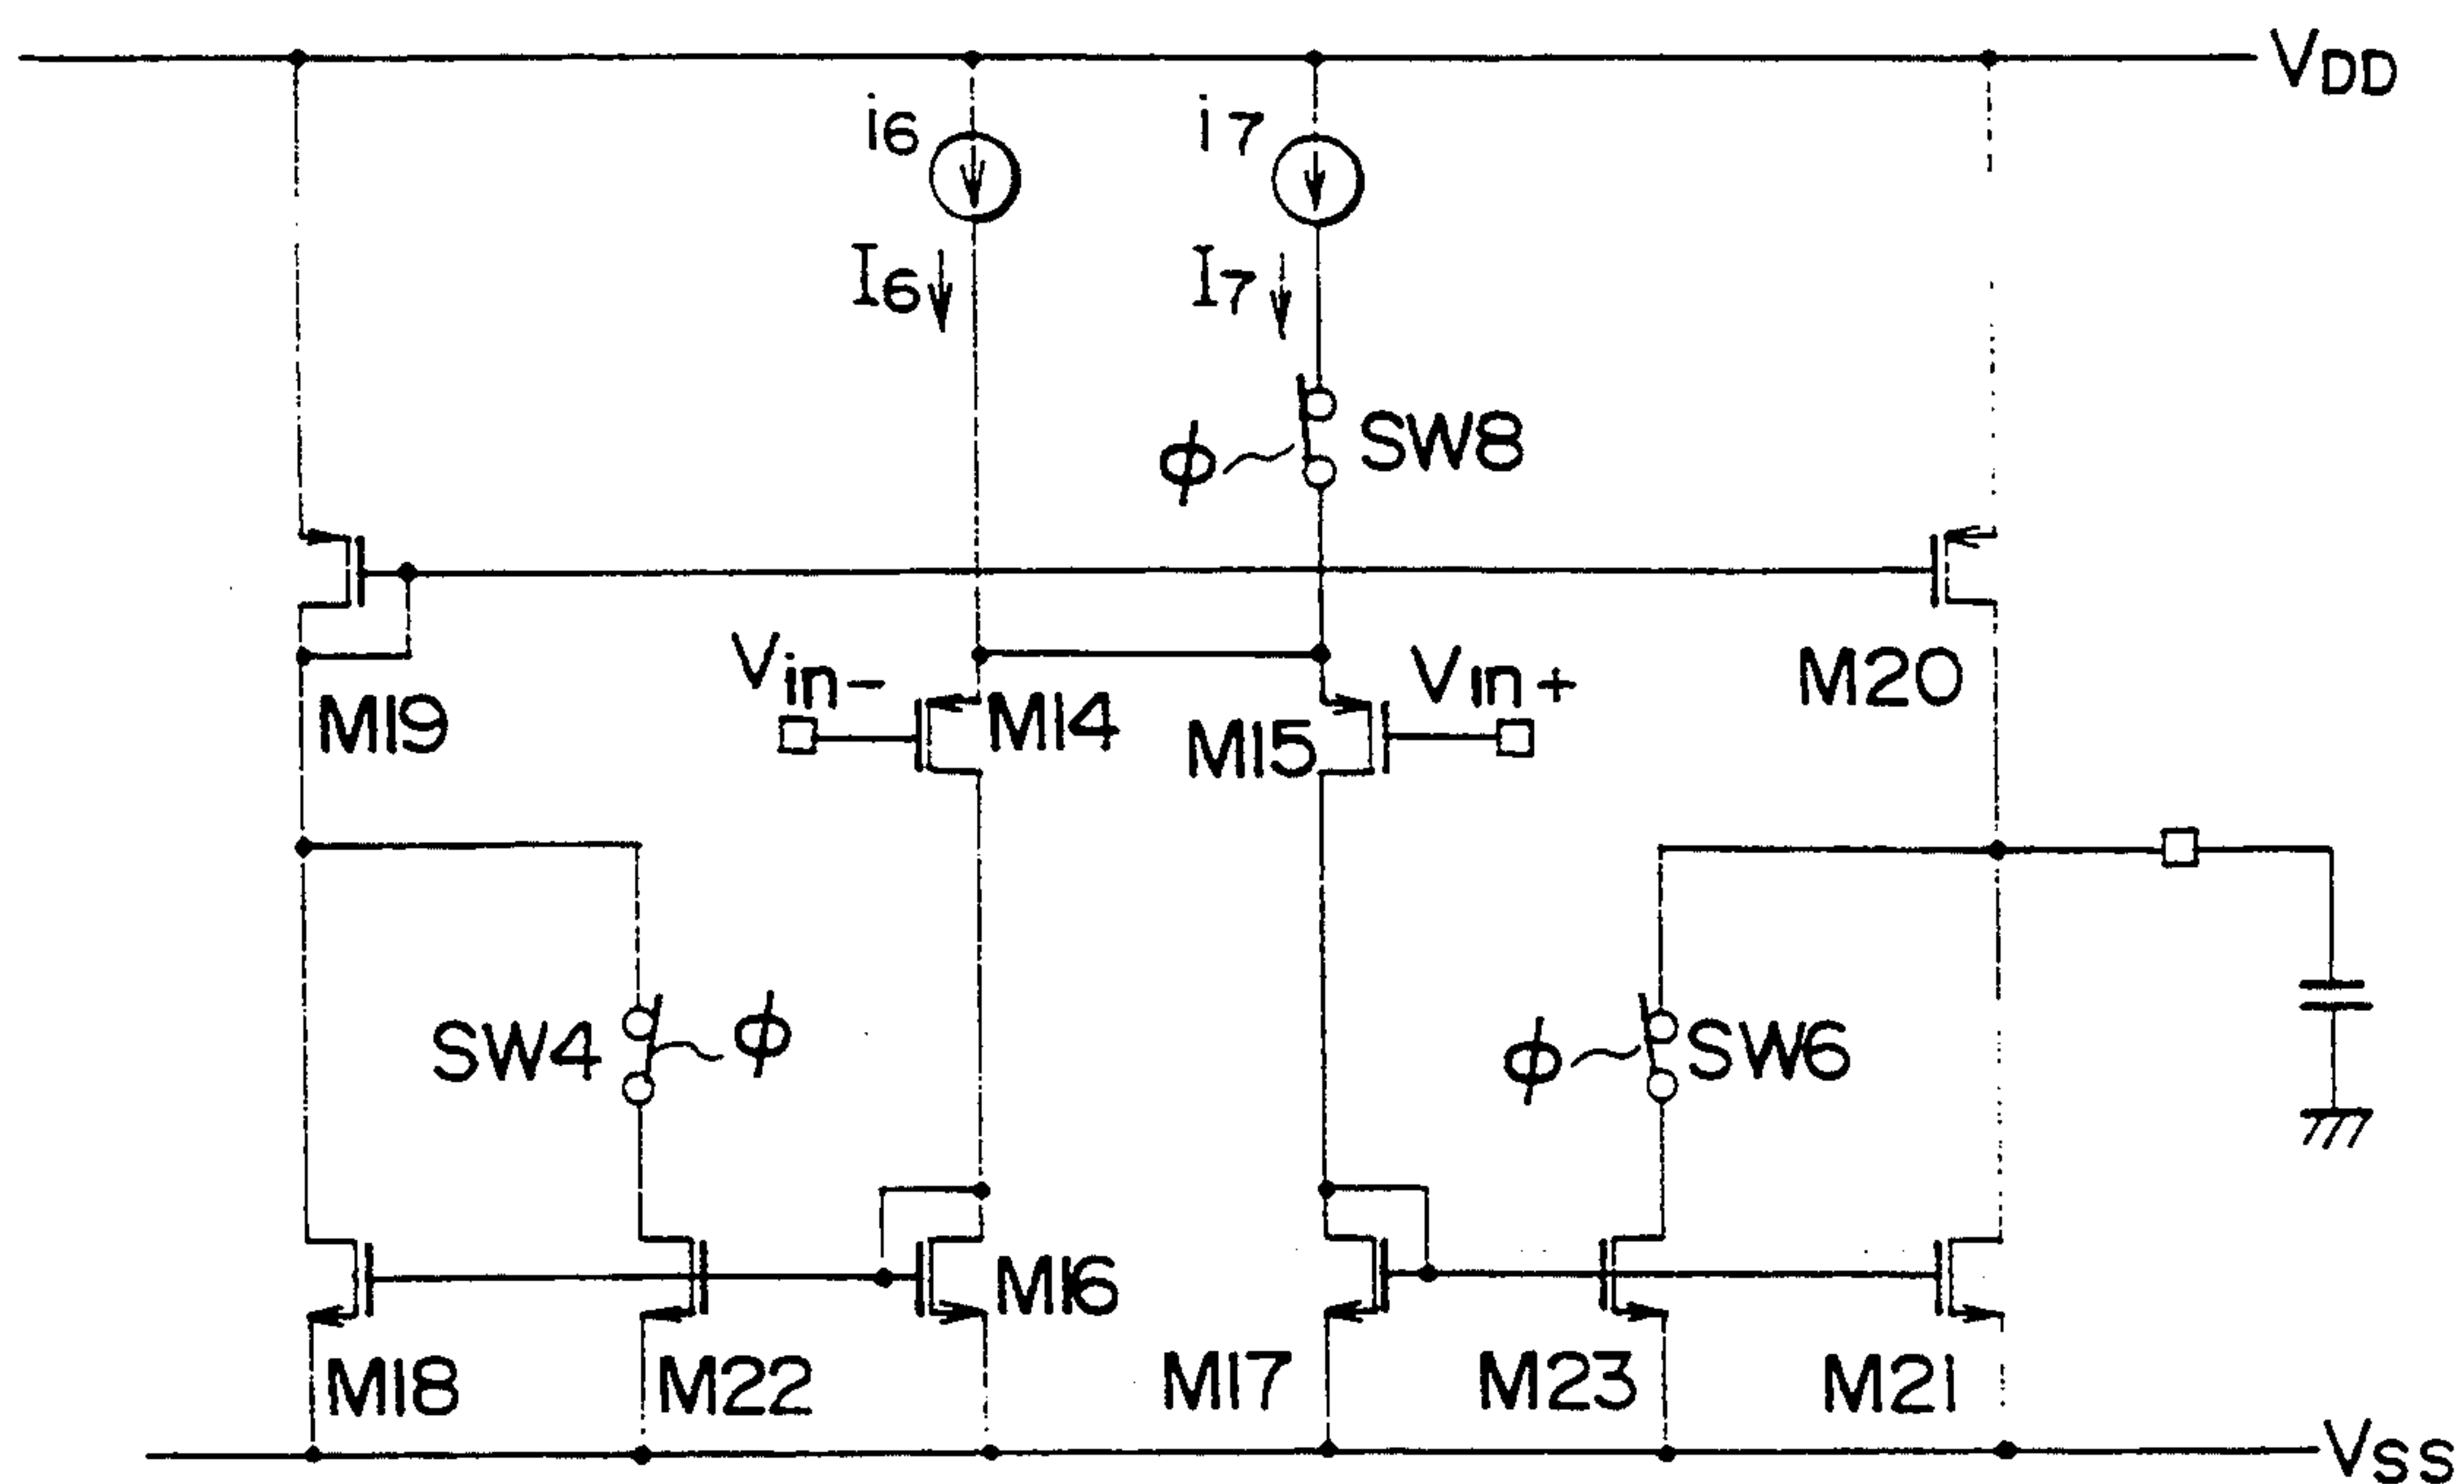 VDD
i6
i7
I6
I7
SW8
ϕ
Vin-
Vin+
M19
M14
M15
M20
SW4
ϕ
ϕ
SW6
M16
M18
M22
M17
M23
M21
VSS